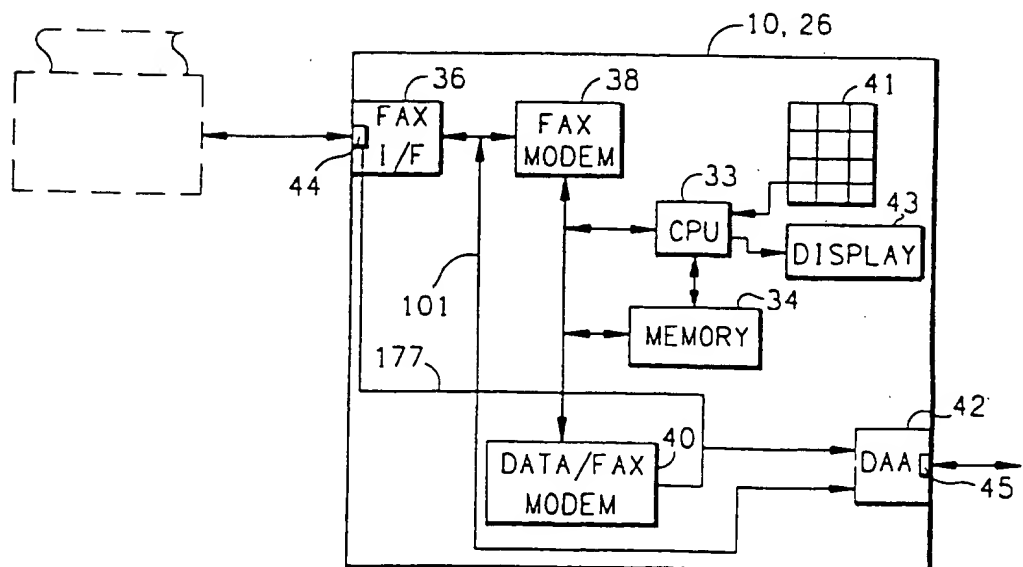 10, 26
36
38
41
FAX
I/F
FAX
MODEM
33
43
44
CPU
DISPLAY
101
34
MEMORY
177
42
40
DATA/FAX
MODEM
DAA
45